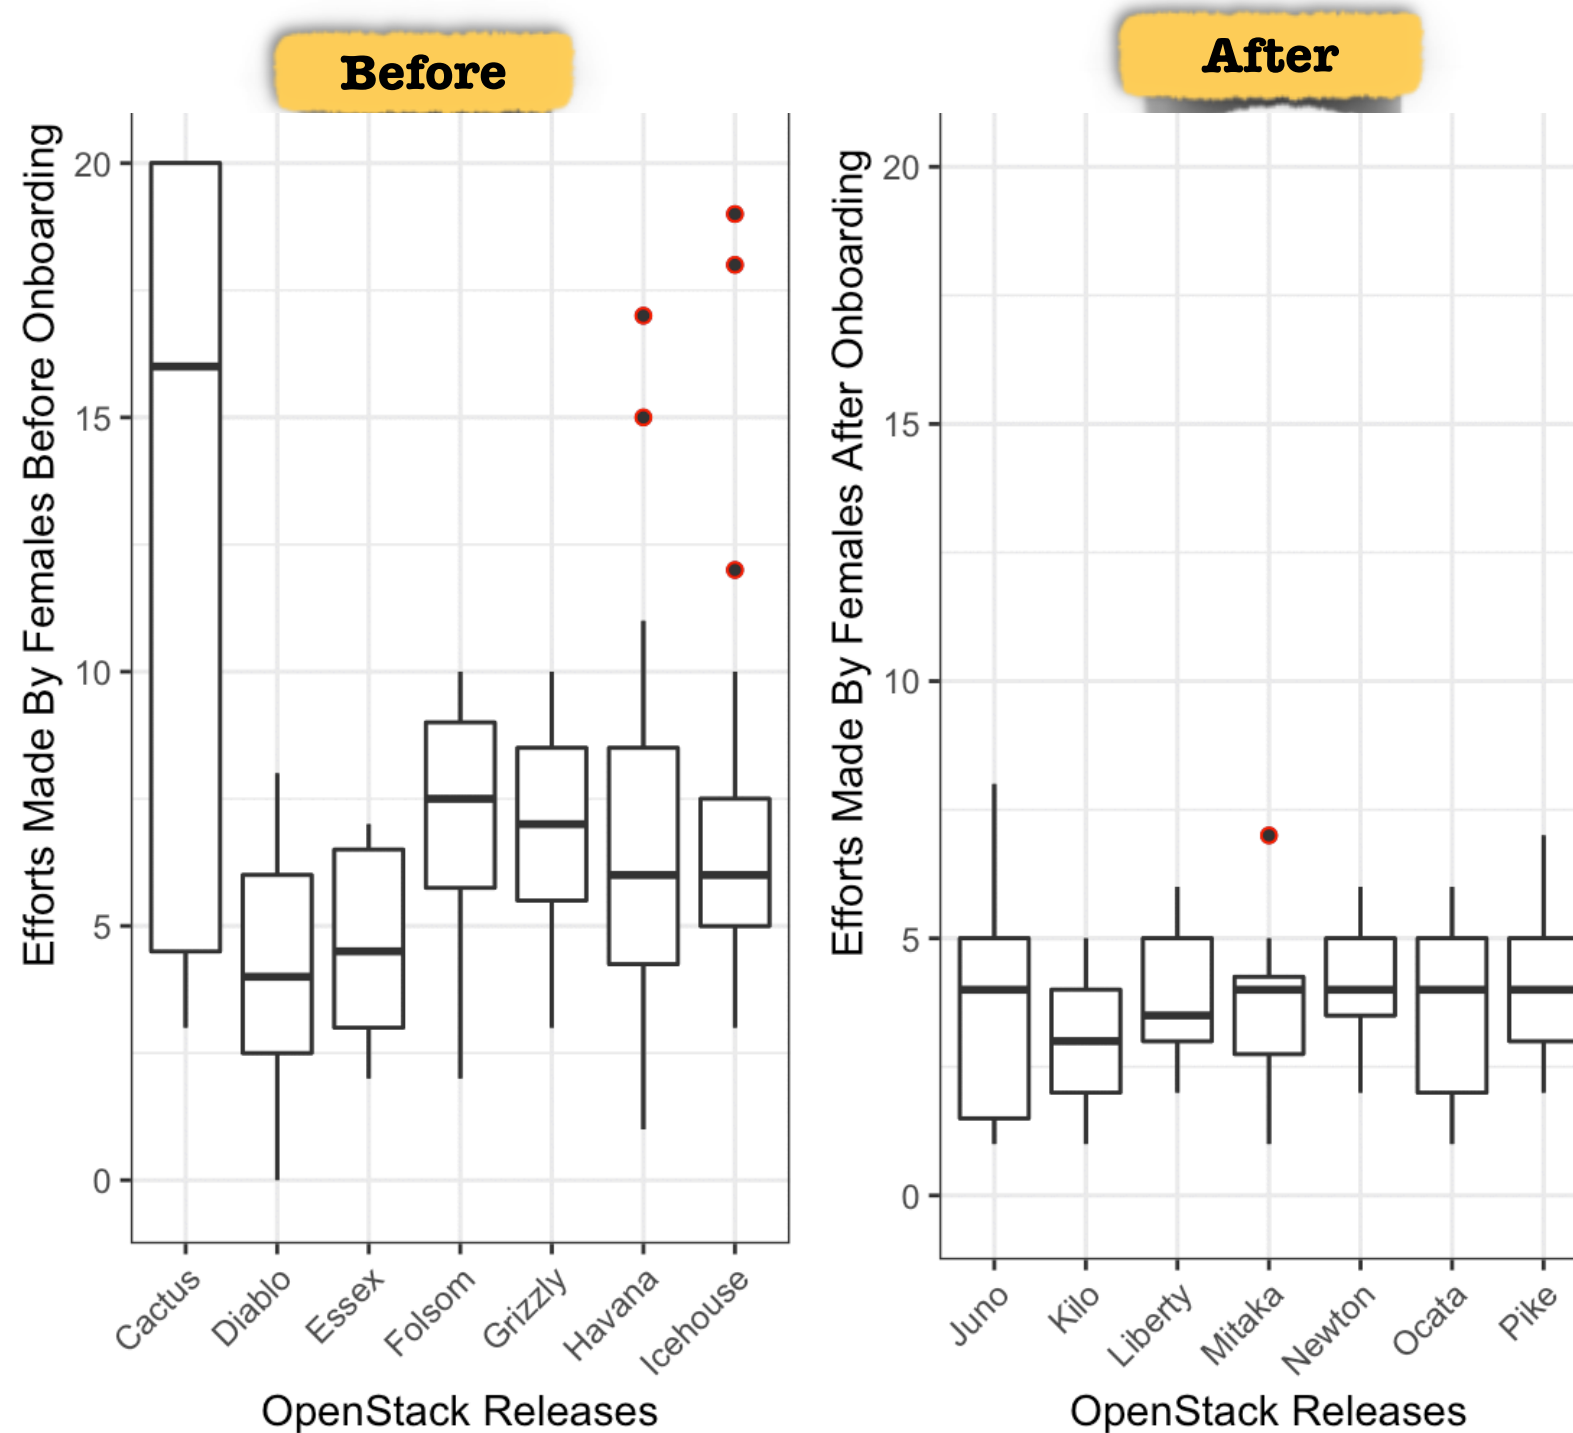 Before
Efforts Made By Females Before Onboarding
20
15
10
5
0
Cactus
Diablo
Essex
Folsom
Grizzly
Havana
Icehouse
OpenStack Releases
After
Efforts Made By Females After Onboarding
20
15
10
5
0
Juno
Kilo
Liberty
Mitaka
Newton
Ocata
Pike
OpenStack Releases